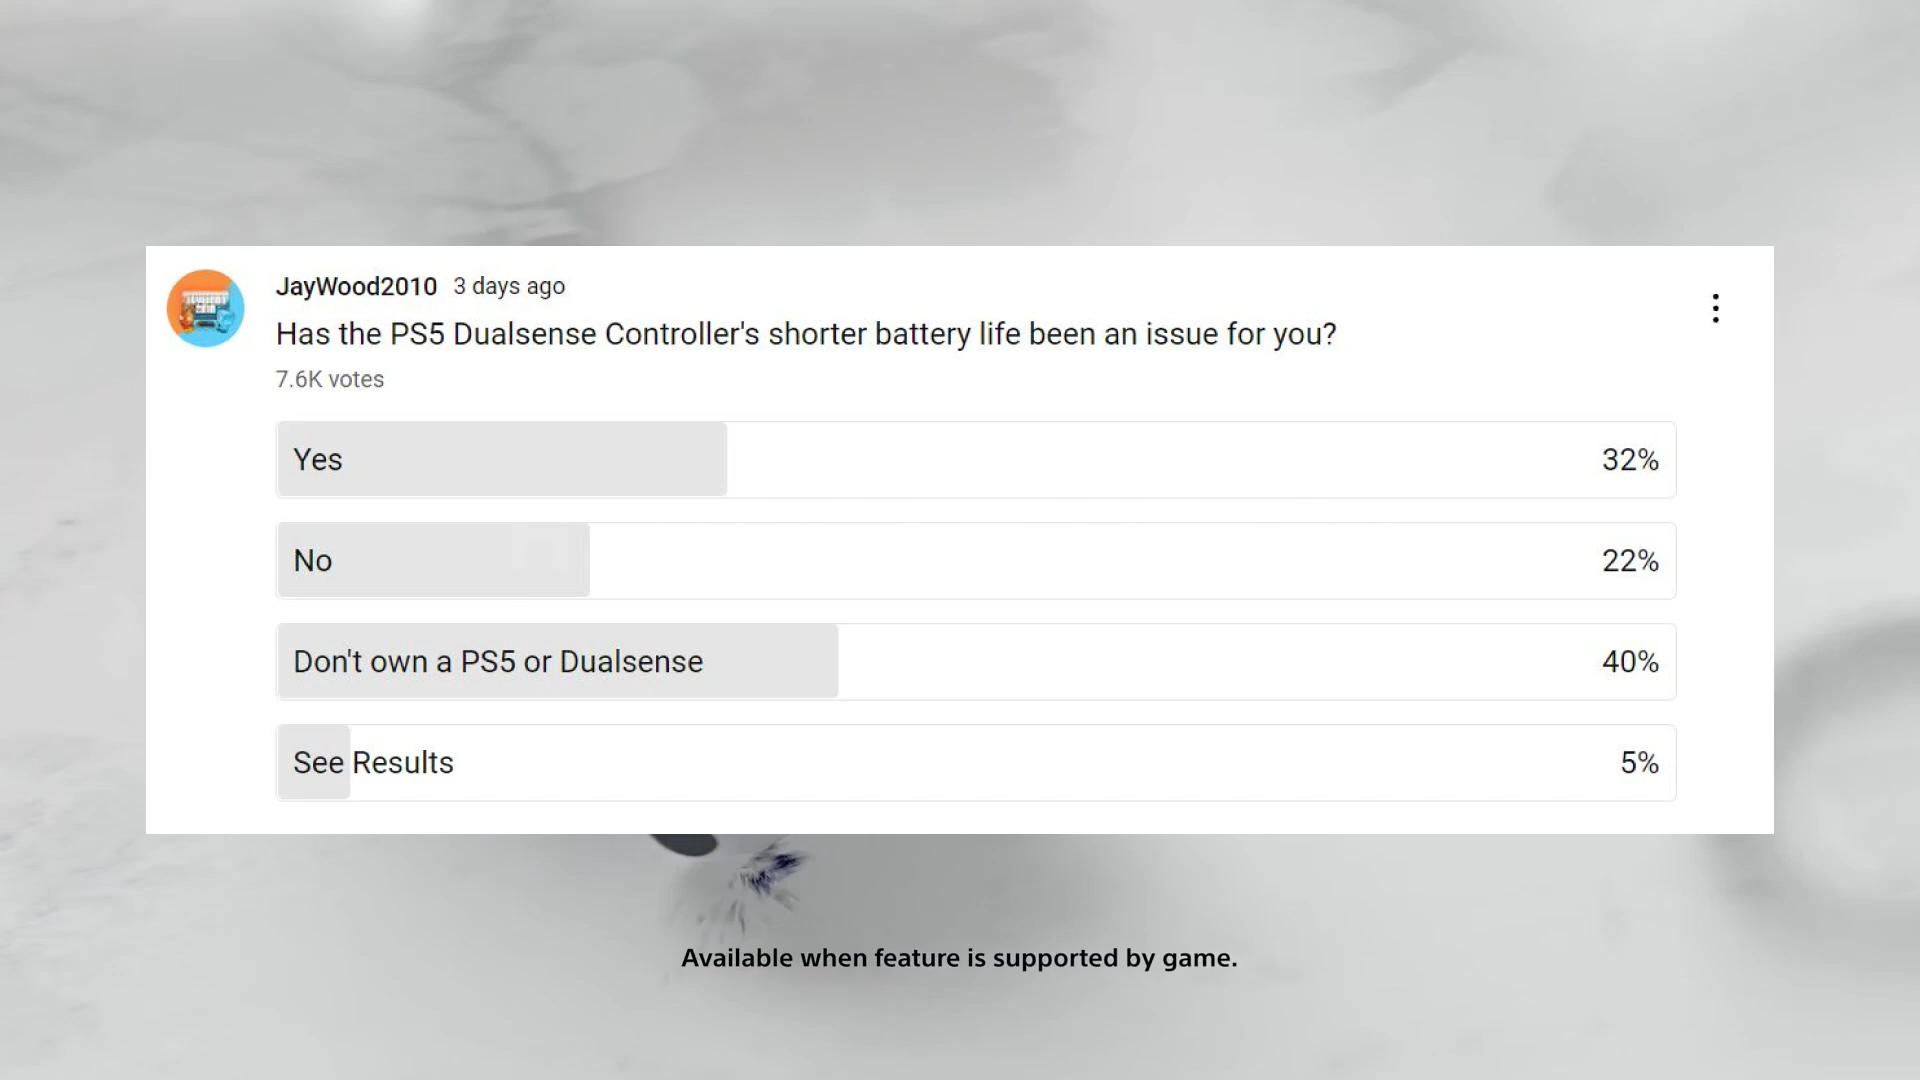 JayWood2010 3 days ago
Has the PS5 Dualsense Controller's shorter battery life been an issue for you?
7.6K votes
Yes 32%
No 22%
Don't own a PS5 or Dualsense 40%
See Results 5%
Available when feature is supported by game.